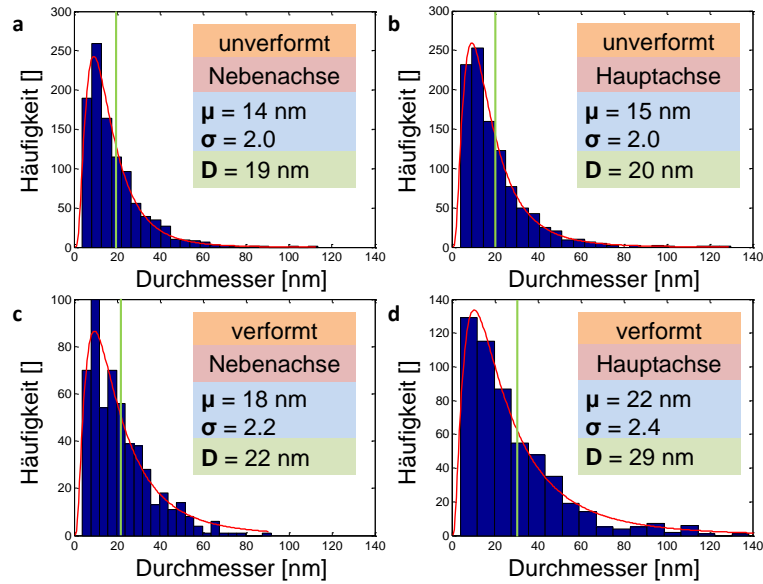 a
300
250
200
150
100
50
0
Häufigkeit []
unverformt
Nebenachse
µ = 14 nm
σ = 2.0
D = 19 nm
0 20 40 60 80 100 120 140
Durchmesser [nm]
b
300
250
200
150
100
50
0
Häufigkeit []
unverformt
Hauptachse
µ = 15 nm
σ = 2.0
D = 20 nm
0 20 40 60 80 100 120 140
Durchmesser [nm]
c
100
80
60
40
20
0
Häufigkeit []
verformt
Nebenachse
µ = 18 nm
σ = 2.2
D = 22 nm
0 20 40 60 80 100 120 140
Durchmesser [nm]
d
140
120
100
80
60
40
20
0
Häufigkeit []
verformt
Hauptachse
µ = 22 nm
σ = 2.4
D = 29 nm
0 20 40 60 80 100 120 140
Durchmesser [nm]